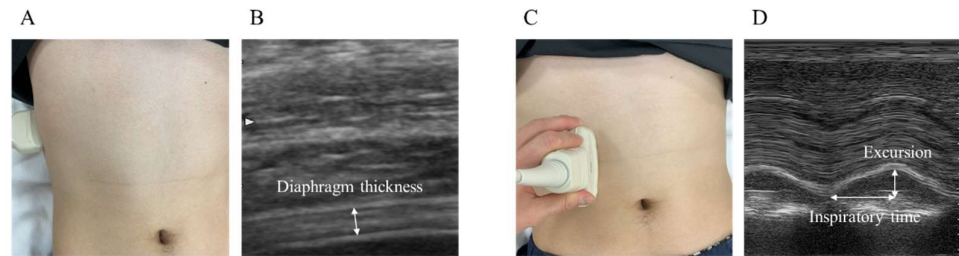 A
B
C
D
Diaphragm thickness
Excursion
Inspiratory time